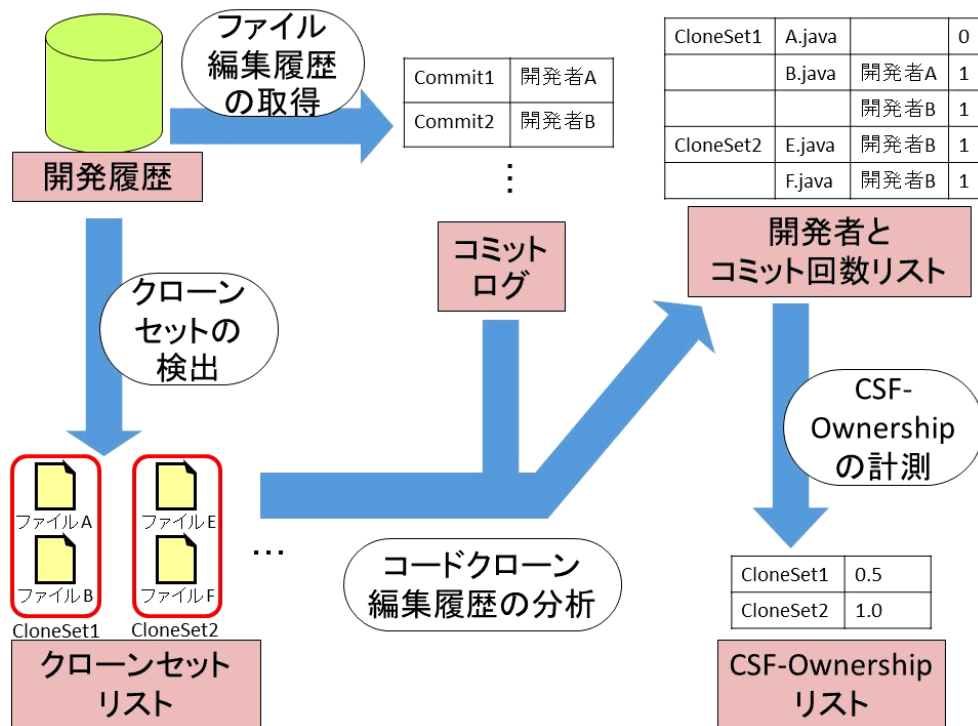 ファイル
編集履歴
の取得
開発履歴
Commit1 開発者A
Commit2 開発者B
⋮
コミット
ログ
CloneSet1 A.java 0
B.java 開発者A 1
開発者B 1
CloneSet2 E.java 開発者B 1
F.java 開発者B 1
開発者と
コミット回数リスト
クローン
セットの
検出
CSF-
Ownership
の計測
ファイルA
ファイルB
CloneSet1
ファイルE
ファイルF
CloneSet2
…
クローンセット
リスト
コードクローン
編集履歴の分析
CloneSet1 0.5
CloneSet2 1.0
CSF-Ownership
リスト